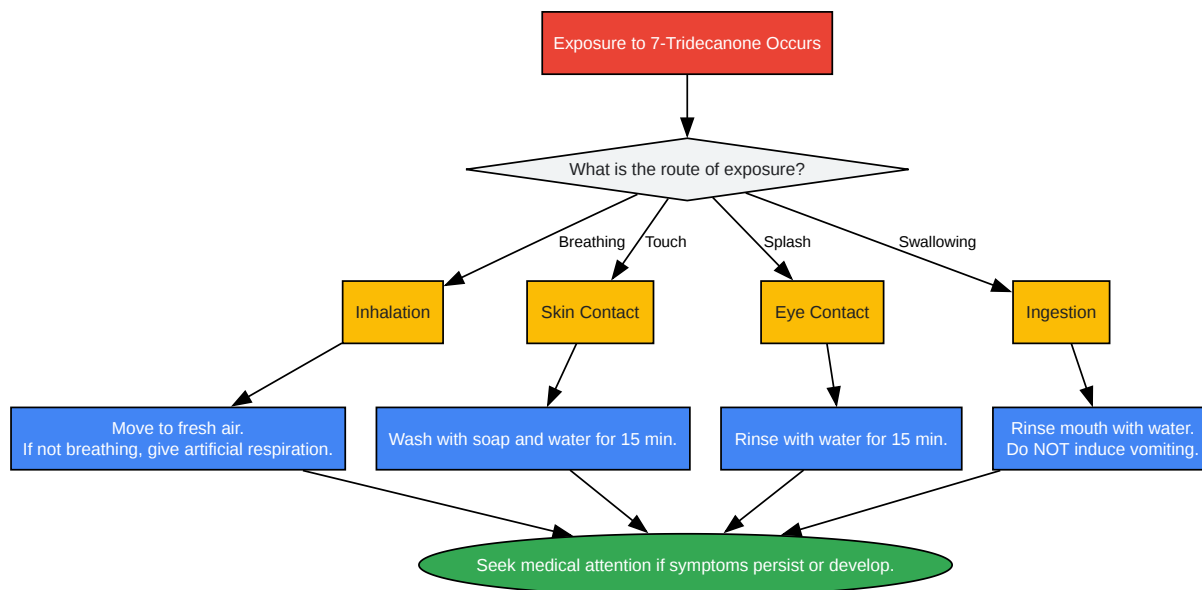 Exposure to 7-Tridecanone Occurs
What is the route of exposure?
Breathing
Touch
Splash
Swallowing
Inhalation
Skin Contact
Eye Contact
Ingestion
Move to fresh air.
If not breathing, give artificial respiration.
Wash with soap and water for 15 min.
Rinse with water for 15 min.
Rinse mouth with water.
Do NOT induce vomiting.
Seek medical attention if symptoms persist or develop.